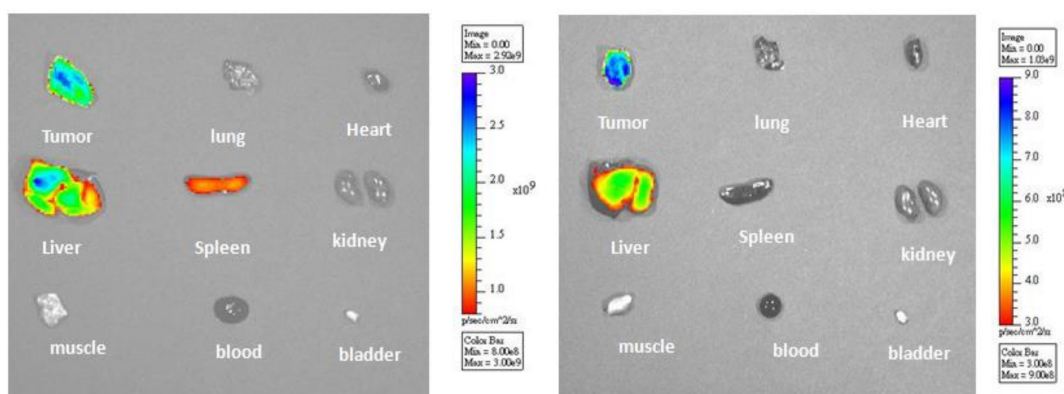 Image
Min = 0.00
Max = 2.92e9
3.0
2.5
2.0
x10^9
1.5
1.0
p/sec/cm^2/sr
Color Bar
Min = 8.00e8
Max = 3.00e9
Tumor
lung
Heart
Liver
Spleen
kidney
muscle
blood
bladder
Image
Min = 0.00
Max = 1.03e9
9.0
8.0
7.0
6.0
5.0
4.0
3.0
p/sec/cm^2/sr
Color Bar
Min = 3.00e8
Max = 9.00e8
Tumor
lung
Heart
Liver
Spleen
kidney
muscle
blood
bladder